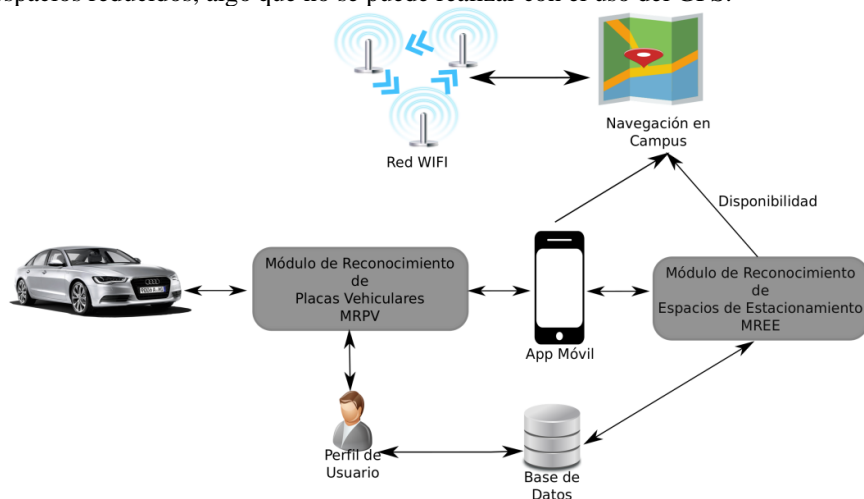 espacios reducidos, algo que no se puede realizar con el uso del GPS.
Red WIFI
Navegación en
Campus
Disponibilidad
Módulo de Reconocimiento
de
Placas Vehiculares
MRPV
App Móvil
Módulo de Reconocimiento
de
Espacios de Estacionamiento
MREE
Perfil de
Usuario
Base de
Datos